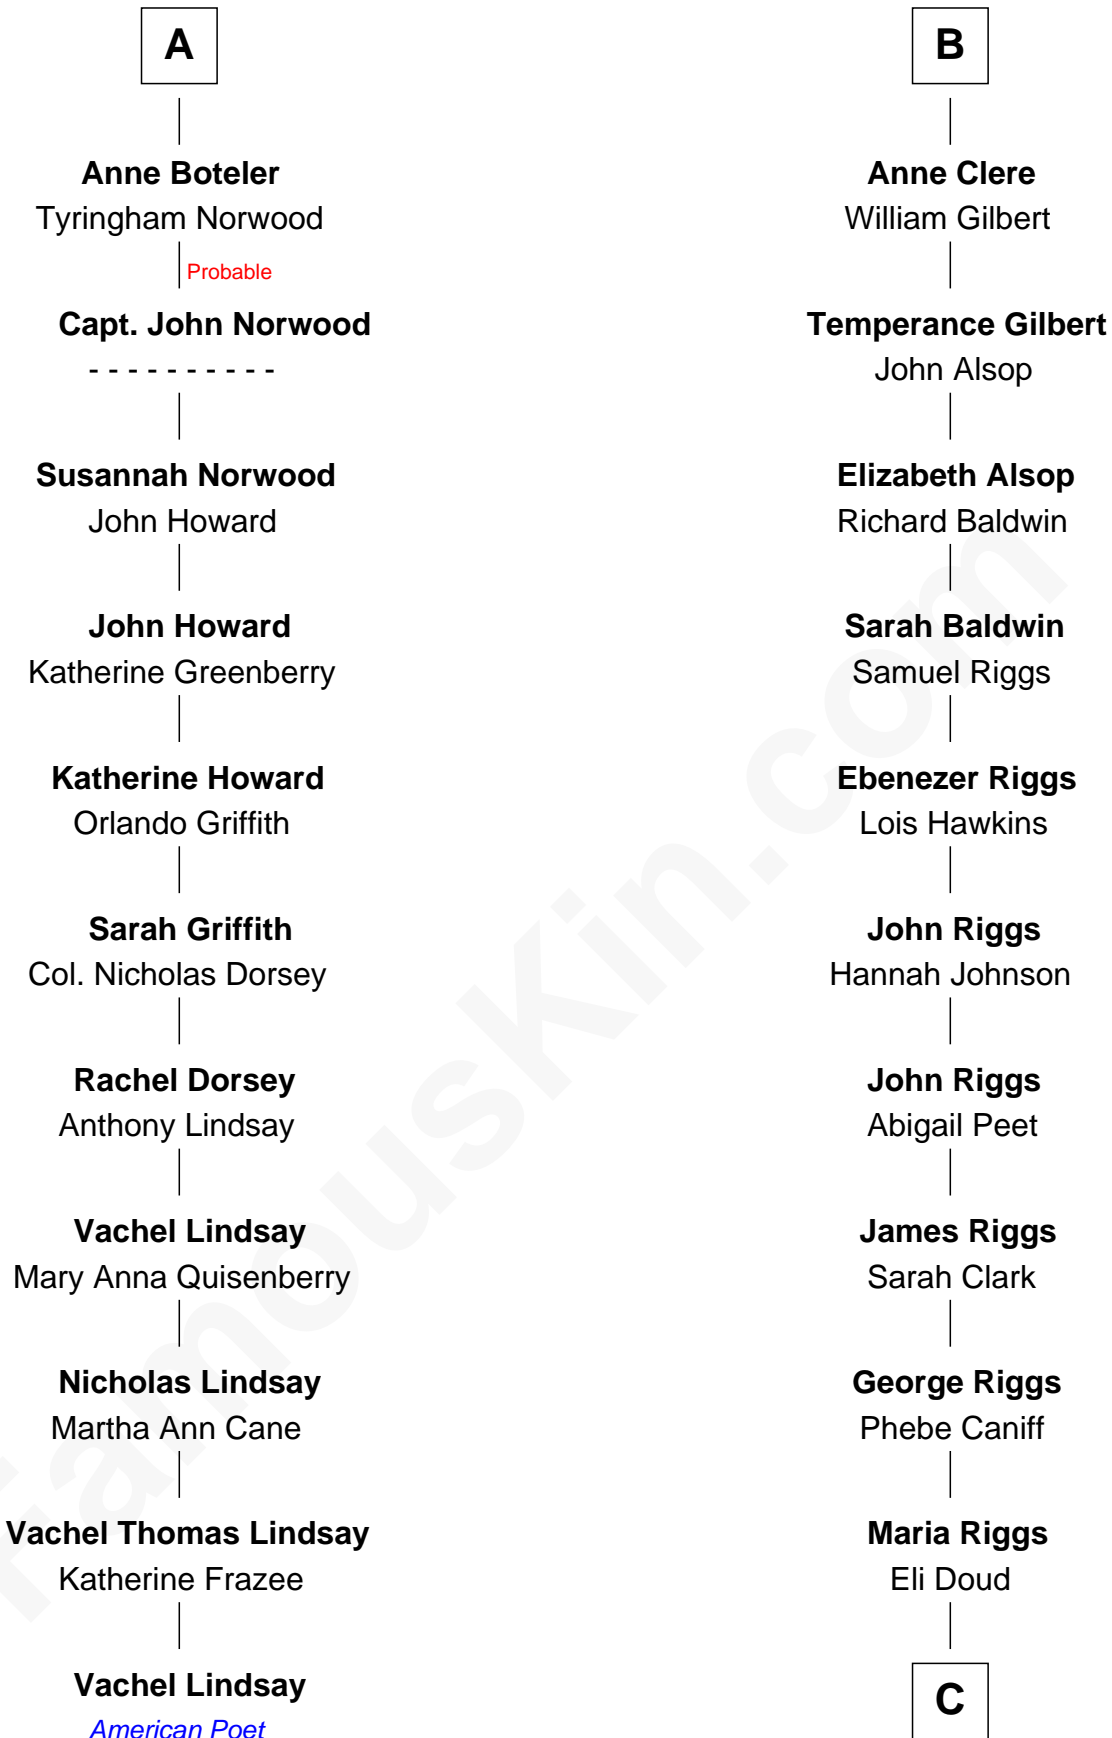 A
Anne Boteler
Tyringham Norwood
Probable
Capt. John Norwood
- - - - - - - - - -
Susannah Norwood
John Howard
John Howard
Katherine Greenberry
Katherine Howard
Orlando Griffith
Sarah Griffith
Col. Nicholas Dorsey
Rachel Dorsey
Anthony Lindsay
Vachel Lindsay
Mary Anna Quisenberry
Nicholas Lindsay
Martha Ann Cane
Vachel Thomas Lindsay
Katherine Frazee
Vachel Lindsay
American Poet
B
Anne Clere
William Gilbert
Temperance Gilbert
John Alsop
Elizabeth Alsop
Richard Baldwin
Sarah Baldwin
Samuel Riggs
Ebenezer Riggs
Lois Hawkins
John Riggs
Hannah Johnson
John Riggs
Abigail Peet
James Riggs
Sarah Clark
George Riggs
Phebe Caniff
Maria Riggs
Eli Doud
C
FamousKin.com